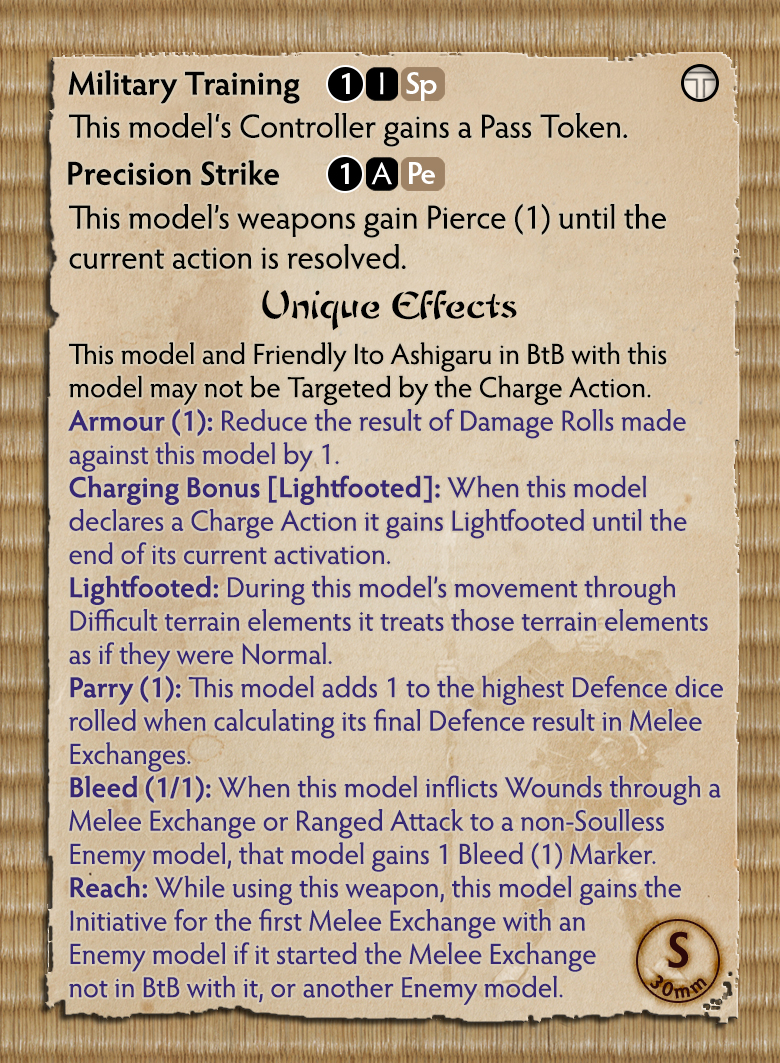 Military Training 1 I Sp
This model's Controller gains a Pass Token.
Precision Strike 1 A Pe
This model's weapons gain Pierce (1) until the
current action is resolved.
Unique Effects
This model and Friendly Ito Ashigaru in BtB with this
model may not be Targeted by the Charge Action.
Armour (1): Reduce the result of Damage Rolls made
against this model by 1.
Charging Bonus [Lightfooted]: When this model
declares a Charge Action it gains Lightfooted until the
end of its current activation.
Lightfooted: During this model's movement through
Difficult terrain elements it treats those terrain elements
as if they were Normal.
Parry (1): This model adds 1 to the highest Defence dice
rolled when calculating its final Defence result in Melee
Exchanges.
Bleed (1/1): When this model inflicts Wounds through a
Melee Exchange or Ranged Attack to a non-Soulless
Enemy model, that model gains 1 Bleed (1) Marker.
Reach: While using this weapon, this model gains the
Initiative for the first Melee Exchange with an
Enemy model if it started the Melee Exchange
not in BtB with it, or another Enemy model.
S
30mm